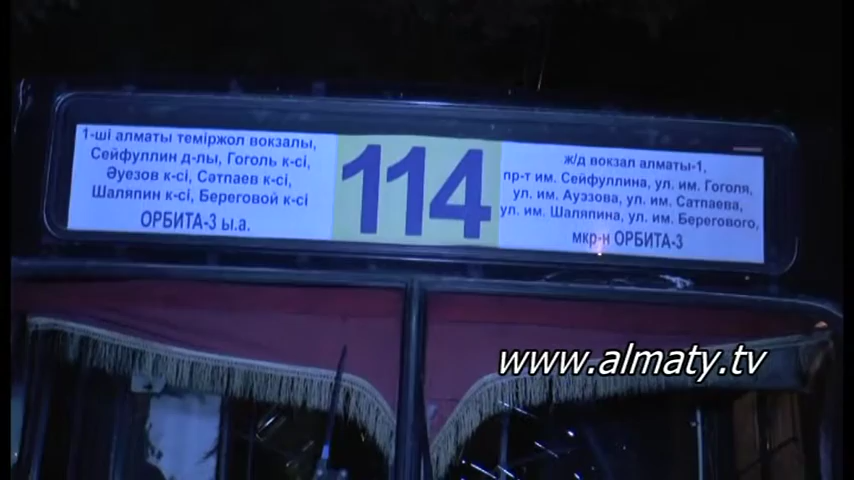 1-ші АЛМАТЫ ТЕМІРЖОЛ ВОКЗАЛЫ,
СЕЙФУЛЛИН Д-ЛЫ, ГОГОЛЬ К-СІ,
ӘУЕЗОВ К-СІ, СӘТПАЕВ К-СІ,
ШАЛЯПИН К-СІ, БЕРЕГОВОЙ К-СІ
ОРБИТА-3 Ы.А.
114
Ж/Д ВОКЗАЛ АЛМАТЫ-1,
ПР-Т ИМ. СЕЙФУЛЛИНА, УЛ. ИМ. ГОГОЛЯ,
УЛ. ИМ. АУЭЗОВА, УЛ. ИМ. САТПАЕВА,
УЛ. ИМ. ШАЛЯПИНА, УЛ. ИМ. БЕРЕГОВОГО,
МКР-Н ОРБИТА-3
www.almaty.tv